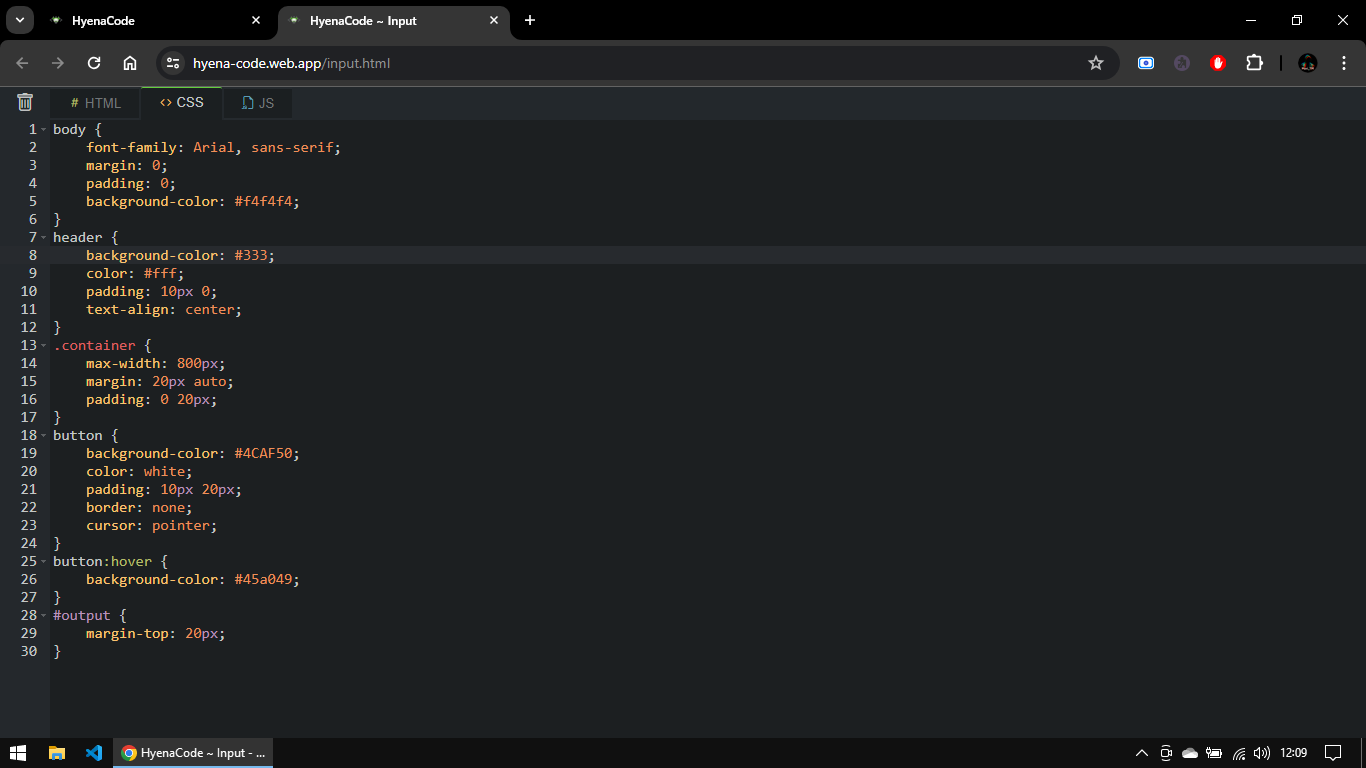 HyenaCode
HyenaCode ~ Input
hyena-code.web.app/input.html
# HTML
<> CSS
JS
1 body {
2     font-family: Arial, sans-serif;
3     margin: 0;
4     padding: 0;
5     background-color: #f4f4f4;
6 }
7 header {
8     background-color: #333;
9     color: #fff;
10     padding: 10px 0;
11     text-align: center;
12 }
13 .container {
14     max-width: 800px;
15     margin: 20px auto;
16     padding: 0 20px;
17 }
18 button {
19     background-color: #4CAF50;
20     color: white;
21     padding: 10px 20px;
22     border: none;
23     cursor: pointer;
24 }
25 button:hover {
26     background-color: #45a049;
27 }
28 #output {
29     margin-top: 20px;
30 }
HyenaCode ~ Input - ...
12:09